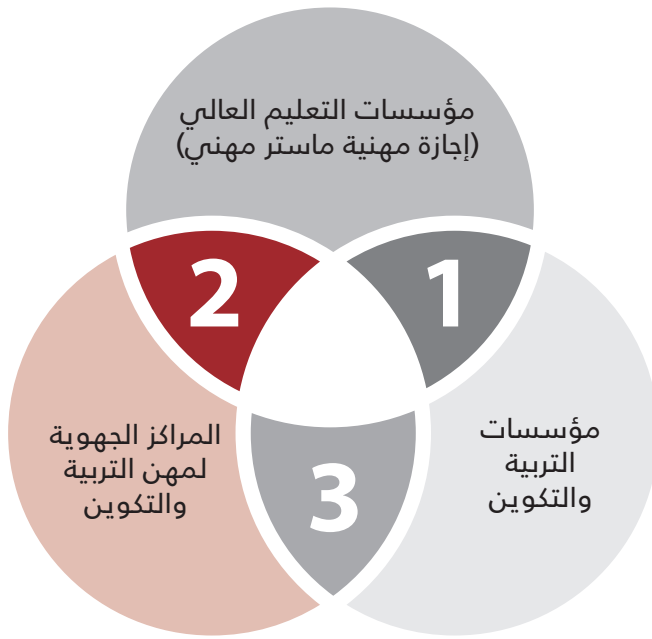 مؤسسات التعليم العالي
(إجازة مهنية ماستر مهني)
1
2
مؤسسات
التربية
والتكوين
المراكز الجهوية
لمهن التربية
والتكوين
3